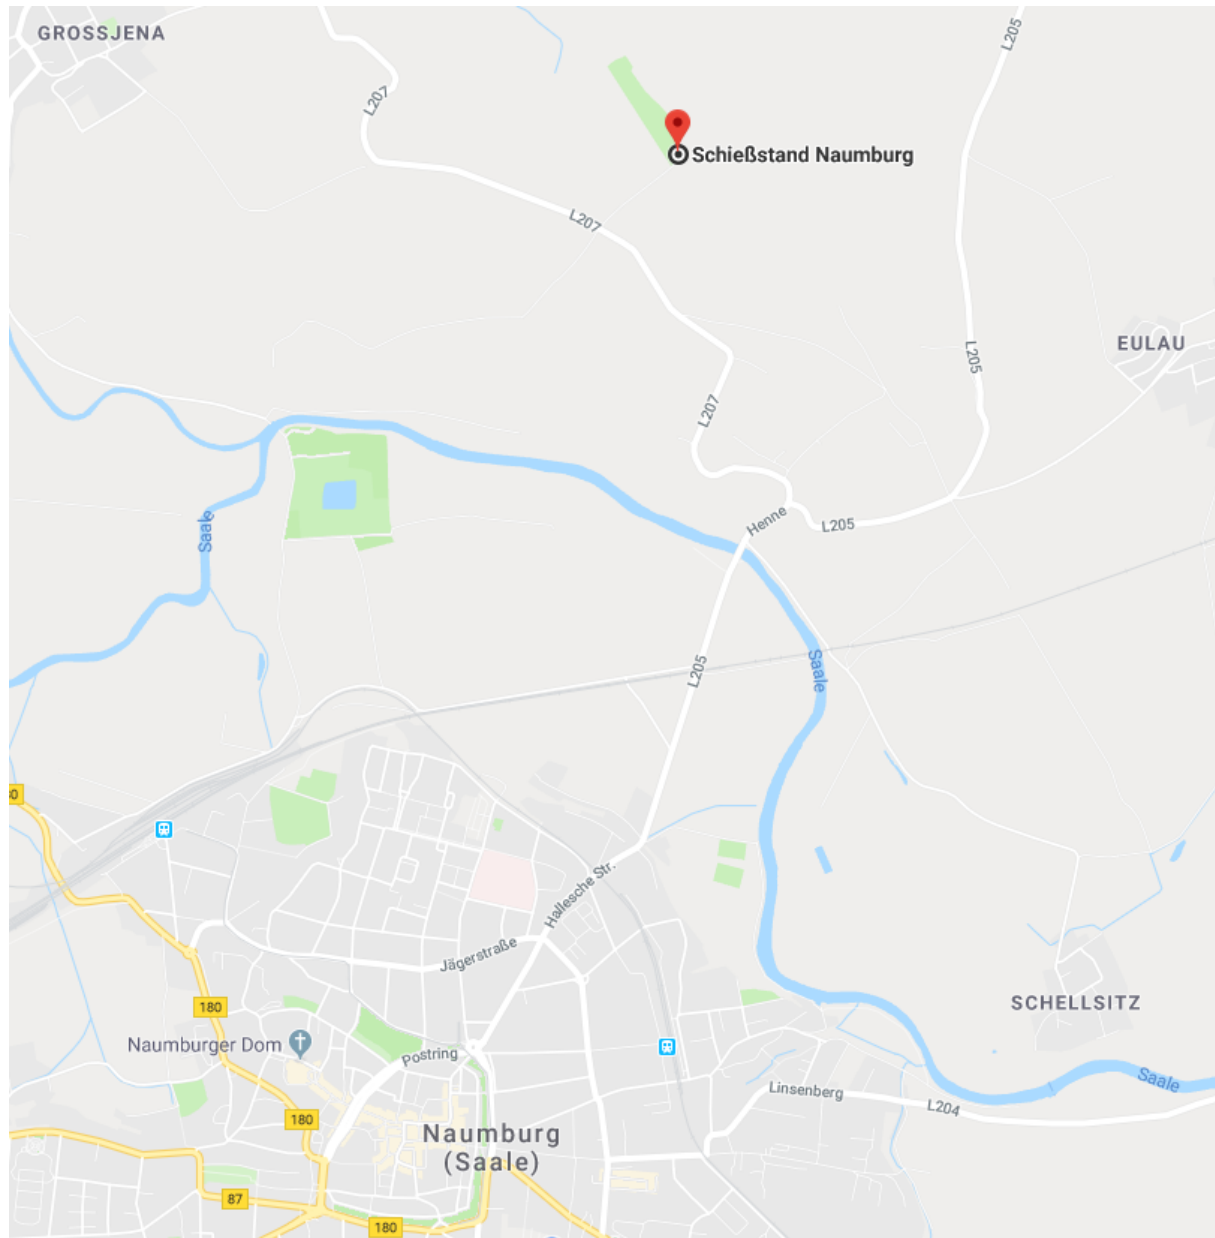 GROSSJENA
L205
L207
Schießstand Naumburg
L207
EULAU
L205
L207
Henne
L205
Saale
L205
Saale
80
Hallesche Str.
Jägerstraße
180
SCHELLSITZ
Naumburger Dom
Postring
Saale
Linsenberg
L204
180
Naumburg
(Saale)
87
180